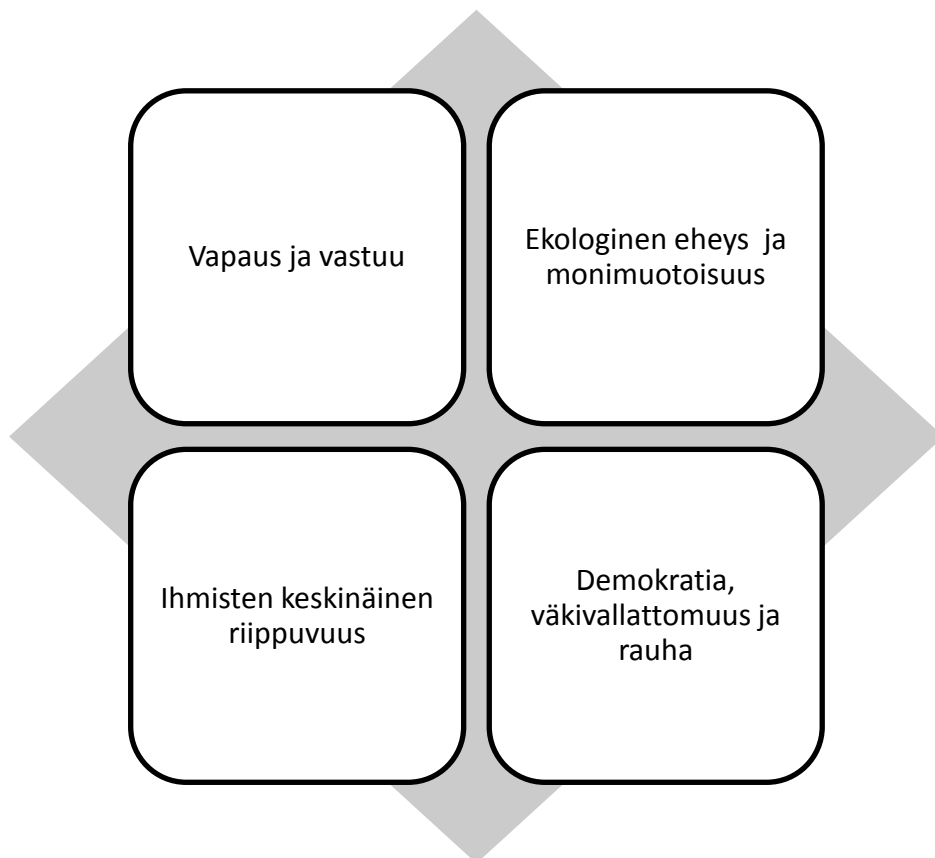 Vapaus ja vastuu
Ekologinen eheys ja
monimuotoisuus
Ihmisten keskinäinen
riippuvuus
Demokratia,
väkivallattomuus ja
rauha